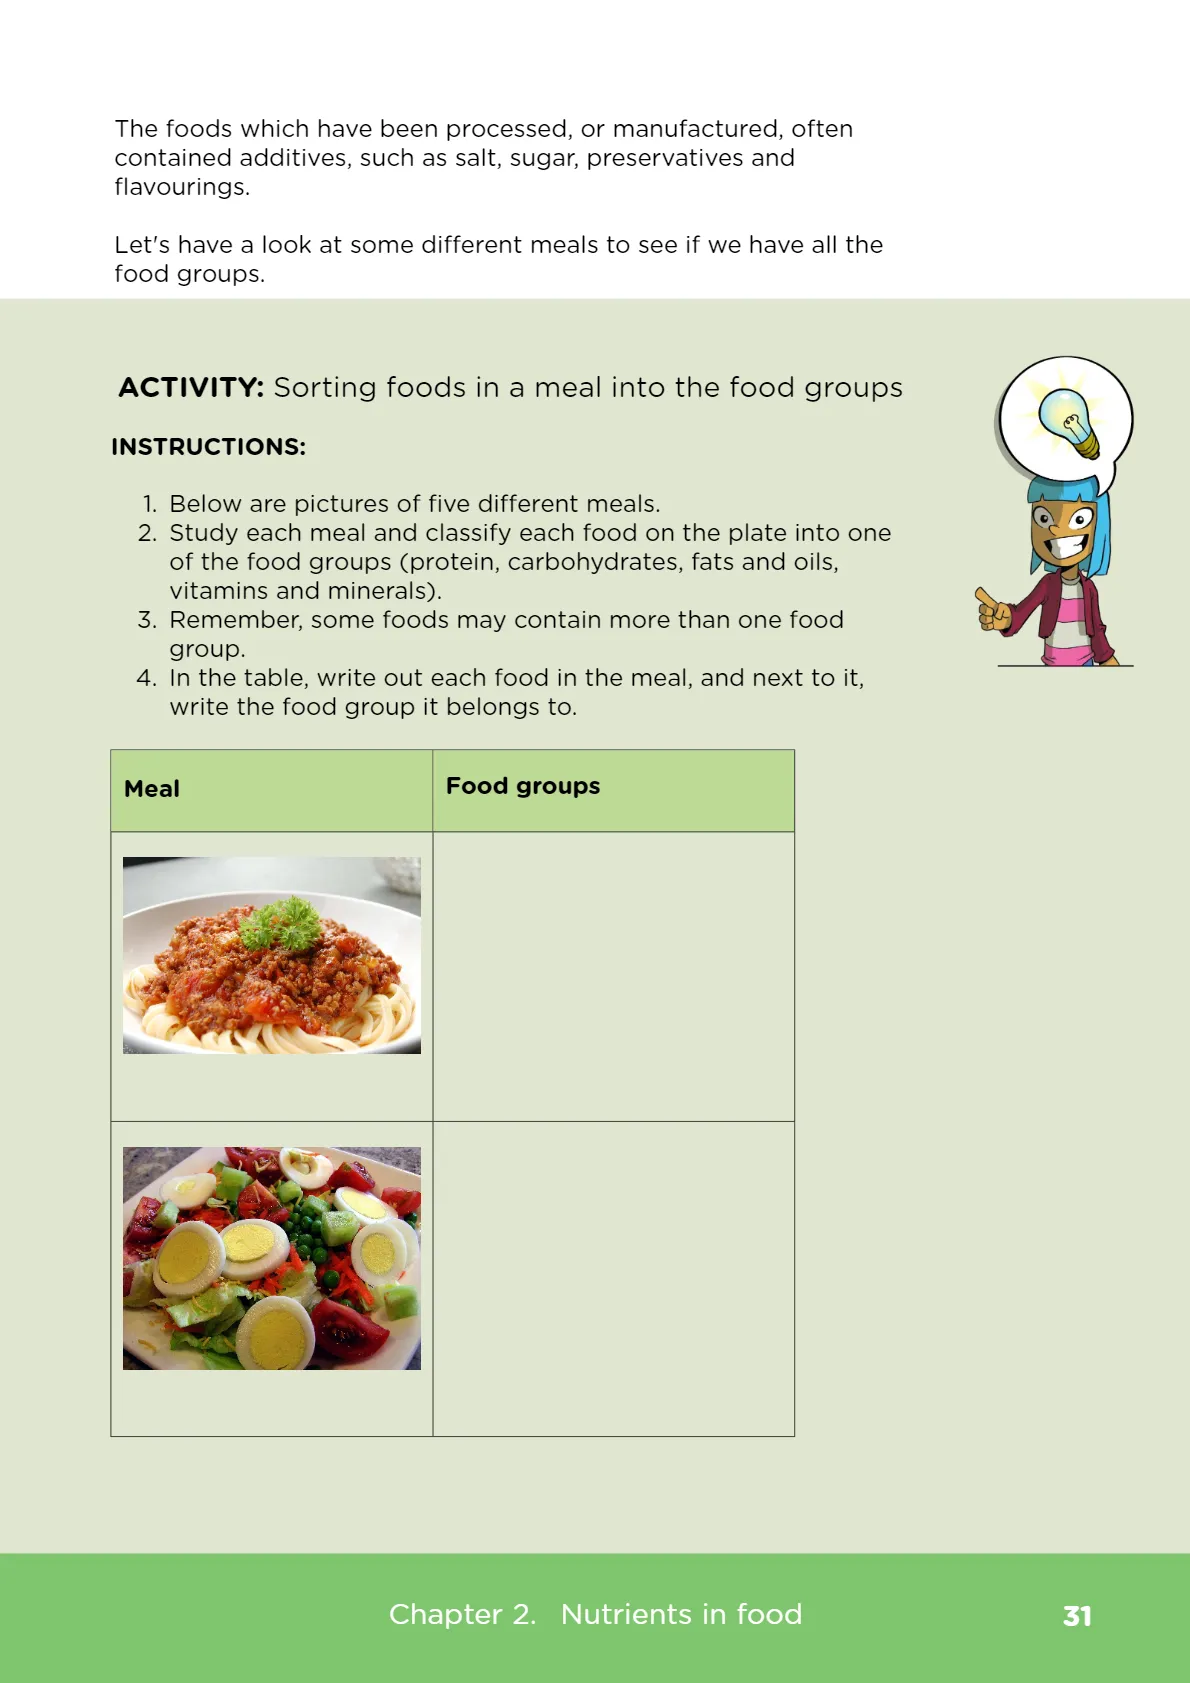 The foods which have been processed, or manufactured, often
contained additives, such as salt, sugar, preservatives and
flavourings.
Let's have a look at some different meals to see if we have all the
food groups.
ACTIVITY: Sorting foods in a meal into the food groups
INSTRUCTIONS:
1. Below are pictures of five different meals.
2. Study each meal and classify each food on the plate into one
of the food groups (protein, carbohydrates, fats and oils,
vitamins and minerals).
3. Remember, some foods may contain more than one food
group.
4. In the table, write out each food in the meal, and next to it,
write the food group it belongs to.
Meal
Food groups
Chapter 2. Nutrients in food
31